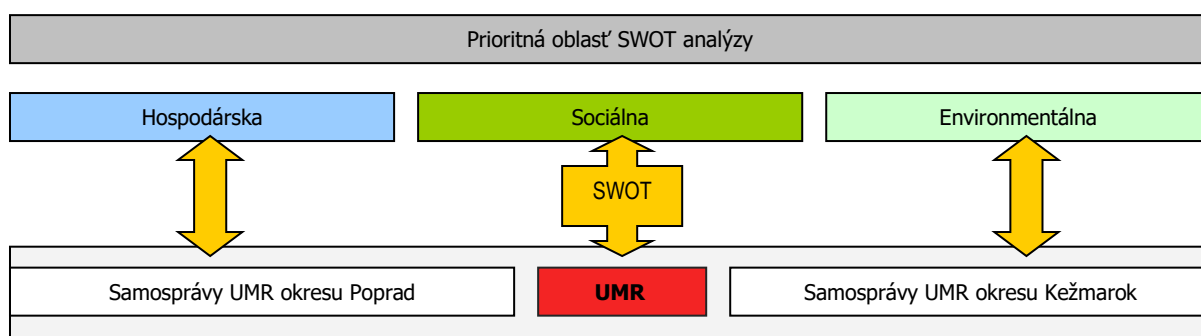 Prioritná oblasť SWOT analýzy
Hospodárska
Sociálna
Environmentálna
SWOT
Samosprávy UMR okresu Poprad
UMR
Samosprávy UMR okresu Kežmarok